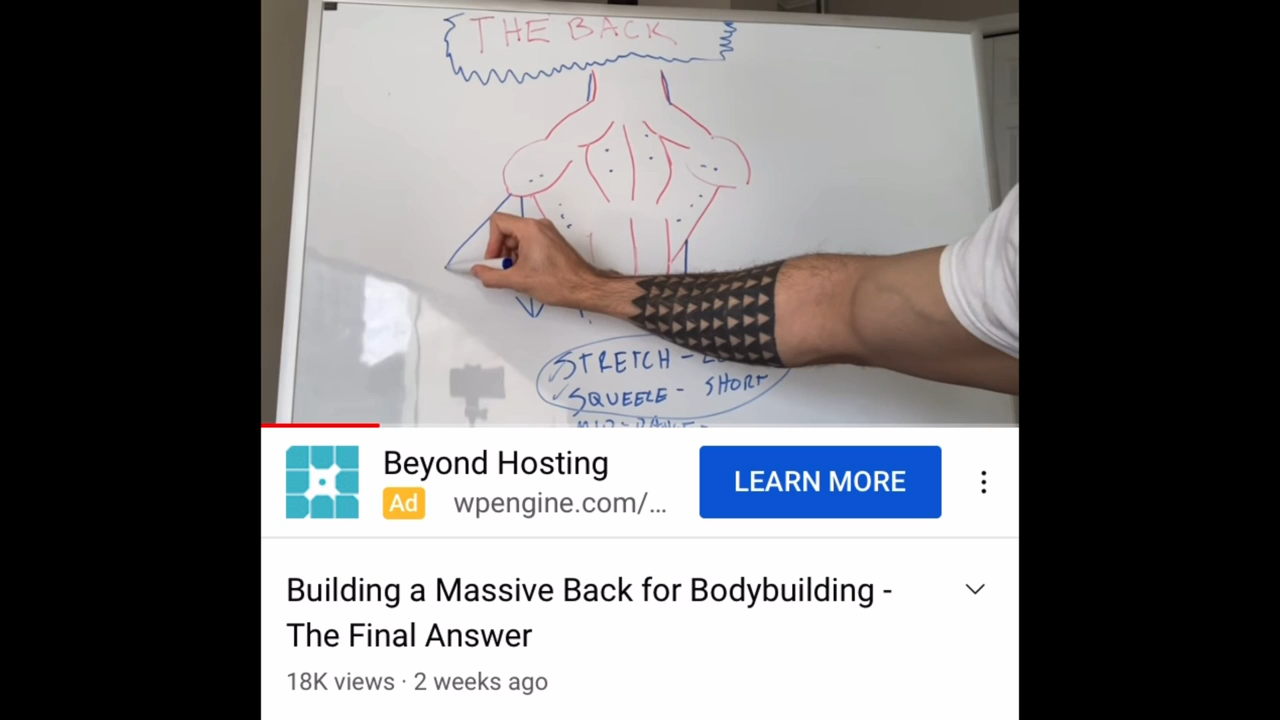 THE BACK
STRETCH -
SQUEEZE - SHORT
Beyond Hosting
LEARN MORE
Ad wpengine.com/...
Building a Massive Back for Bodybuilding -
The Final Answer
18K views · 2 weeks ago